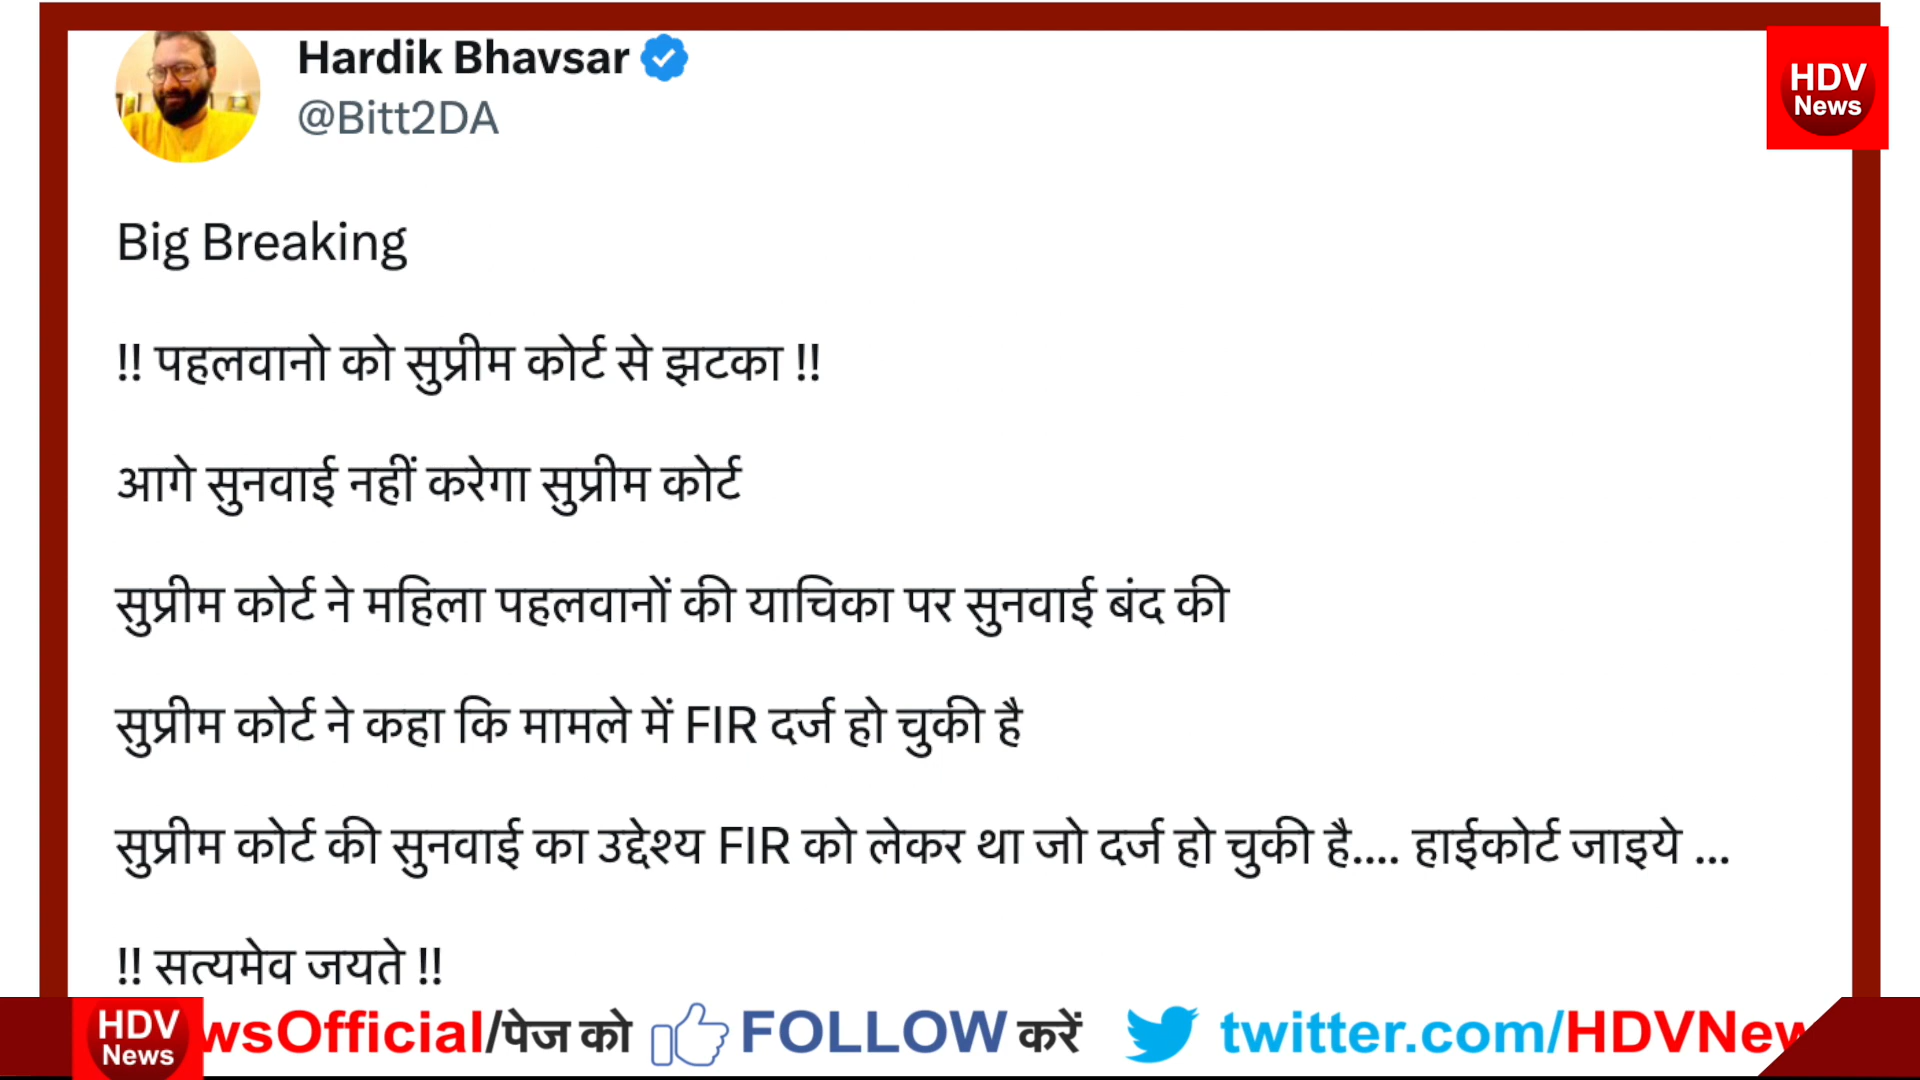 Hardik Bhavsar
@Bitt2DA
HDV
News
Big Breaking
!! पहलवानो को सुप्रीम कोर्ट से झटका !!
आगे सुनवाई नहीं करेगा सुप्रीम कोर्ट
सुप्रीम कोर्ट ने महिला पहलवानों की याचिका पर सुनवाई बंद की
सुप्रीम कोर्ट ने कहा कि मामले में FIR दर्ज हो चुकी है
सुप्रीम कोर्ट की सुनवाई का उद्देश्य FIR को लेकर था जो दर्ज हो चुकी है.... हाईकोर्ट जाइये ...
!! सत्यमेव जयते !!
HDV
News
wsOfficial/पेज को FOLLOW करें twitter.com/HDVNew